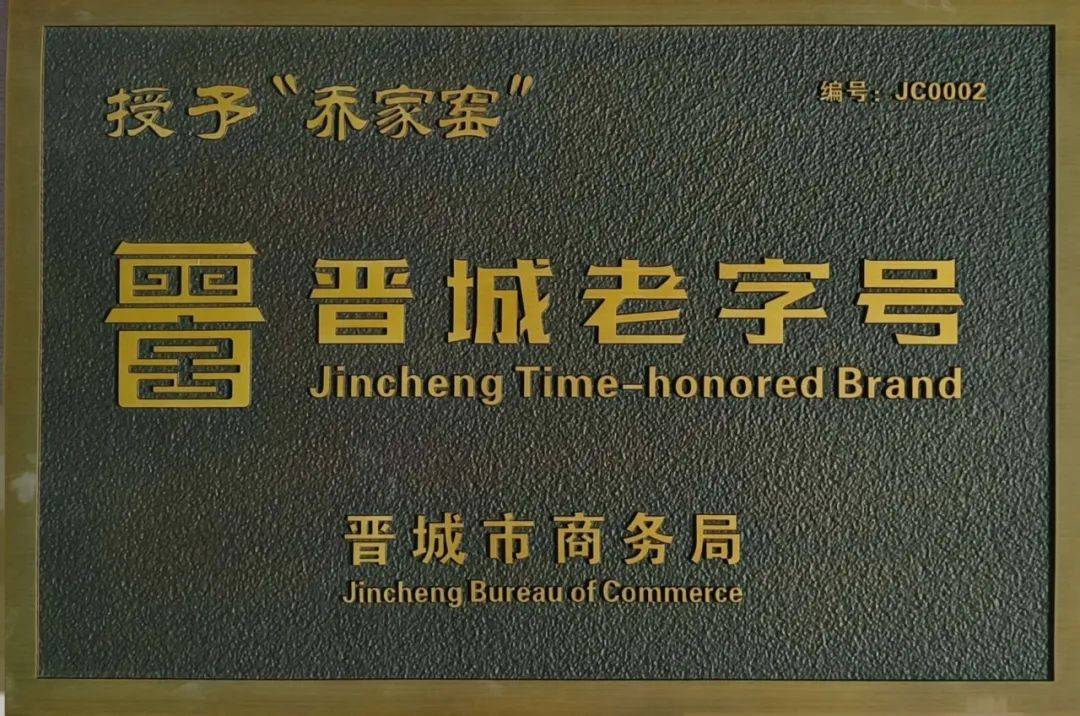 授予“乔家窑”
编号：JC0002
晋城老字号
Jincheng Time-honored Brand
晋城市商务局
Jincheng Bureau of Commerce